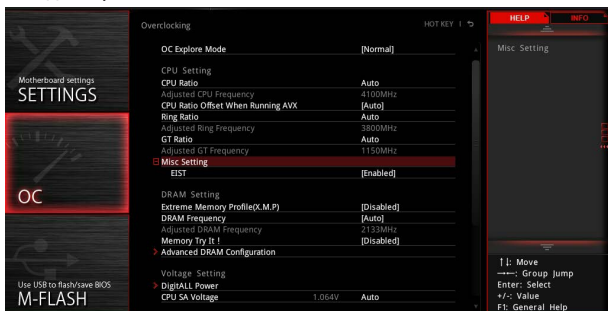 Motherboard settings
SETTINGS
OC
Use USB to flash/save BIOS
M-FLASH
Overclocking
HOT KEY |
OC Explore Mode [Normal]
CPU Setting
CPU Ratio Auto
Adjusted CPU Frequency 4100MHz
CPU Ratio Offset When Running AVX [Auto]
Ring Ratio Auto
Adjusted Ring Frequency 3800MHz
GT Ratio Auto
Adjusted GT Frequency 1150MHz
Misc Setting
EIST [Enabled]
DRAM Setting
Extreme Memory Profile(X.M.P) [Disabled]
DRAM Frequency [Auto]
Adjusted DRAM Frequency 2133MHz
Memory Try It ! [Disabled]
Advanced DRAM Configuration
Voltage Setting
DigitALL Power
CPU SA Voltage 1.064V Auto
HELP INFO
Misc Setting
↑↓: Move
→←: Group Jump
Enter: Select
+/-: Value
F1: General Help